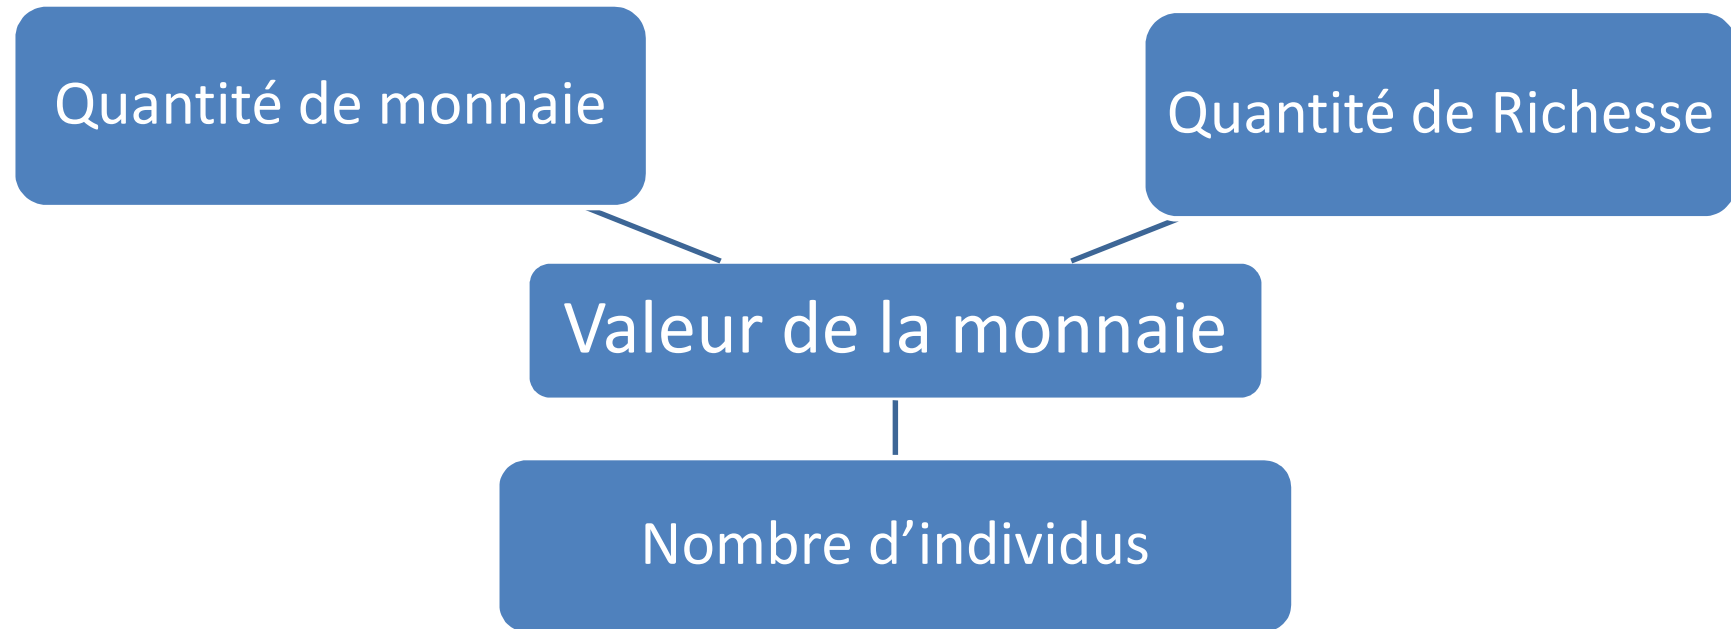 Quantité de monnaie
Quantité de Richesse
Valeur de la monnaie
Nombre d’individus